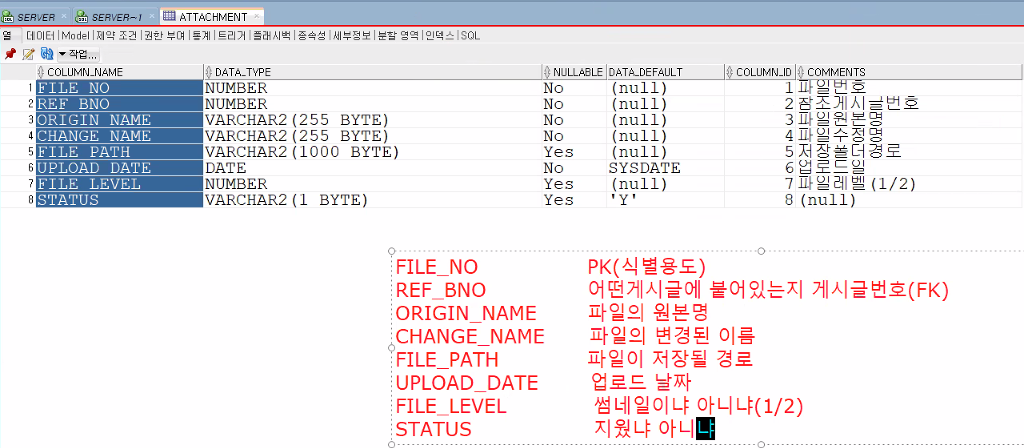 SERVER SERVER~1 ATTACHMENT
열 데이터 Model 제약 조건 권한 부여 통계 트리거 플래시백 종속성 세부정보 분할 영역 인덱스 SQL
작업...
COLUMN_NAME DATA_TYPE NULLABLE DATA_DEFAULT COLUMN_ID COMMENTS
1 FILE_NO NUMBER No (null) 1 파일번호
2 REF_BNO NUMBER No (null) 2 참조게시글번호
3 ORIGIN_NAME VARCHAR2(255 BYTE) No (null) 3 파일원본명
4 CHANGE_NAME VARCHAR2(255 BYTE) No (null) 4 파일수정명
5 FILE_PATH VARCHAR2(1000 BYTE) Yes (null) 5 저장폴더경로
6 UPLOAD_DATE DATE No SYSDATE 6 업로드일
7 FILE_LEVEL NUMBER Yes (null) 7 파일레벨(1/2)
8 STATUS VARCHAR2(1 BYTE) Yes 'Y' 8 (null)
FILE_NO PK(식별용도)
REF_BNO 어떤게시글에 붙어있는지 게시글번호(FK)
ORIGIN_NAME 파일의 원본명
CHANGE_NAME 파일의 변경된 이름
FILE_PATH 파일이 저장될 경로
UPLOAD_DATE 업로드 날짜
FILE_LEVEL 썸네일이냐 아니냐(1/2)
STATUS 지웠냐 아니냐